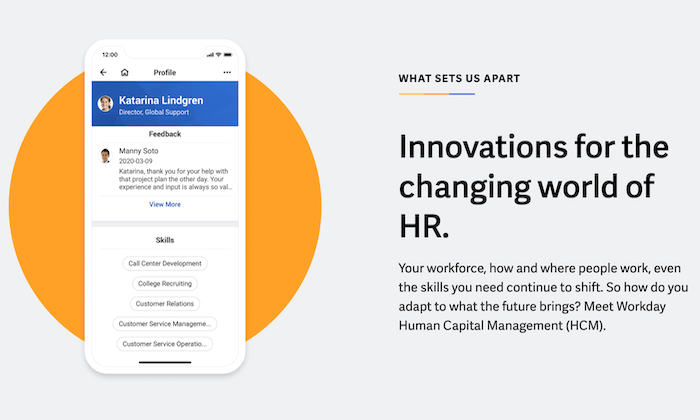 12:00
Profile
Katarina Lindgren
Director, Global Support
Feedback
Manny Soto
2020-03-09
Katarina, thank you for your help with
that project plan the other day. Your
experience and input is always so val...
View More
Skills
Call Center Development
College Recruiting
Customer Relations
Customer Service Manageme...
Customer Service Operatio...
WHAT SETS US APART
Innovations for the
changing world of
HR.
Your workforce, how and where people work, even
the skills you need continue to shift. So how do you
adapt to what the future brings? Meet Workday
Human Capital Management (HCM).